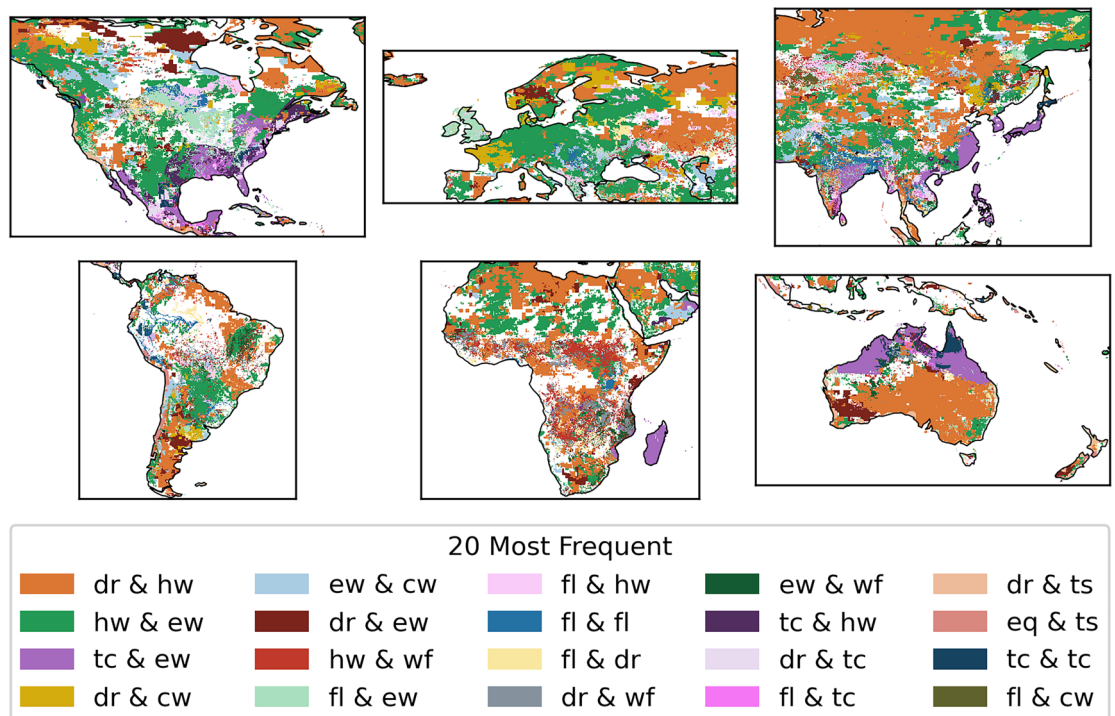 20 Most Frequent
dr & hw ew & cw fl & hw ew & wf dr & ts
hw & ew dr & ew fl & fl tc & hw eq & ts
tc & ew hw & wf fl & dr dr & tc tc & tc
dr & cw fl & ew dr & wf fl & tc fl & cw